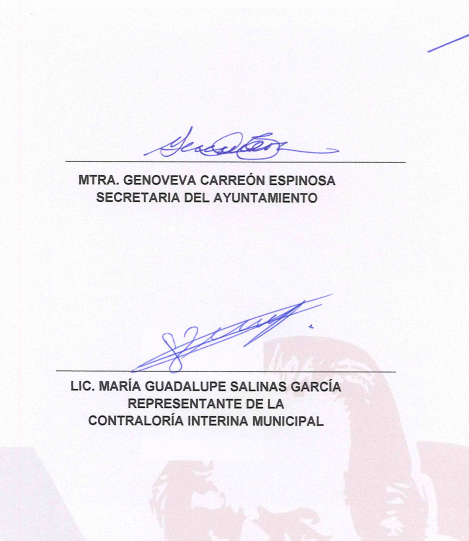 MTRA. GENOVEVA CARREÓN ESPINOSA
SECRETARIA DEL AYUNTAMIENTO
LIC. MARÍA GUADALUPE SALINAS GARCÍA
REPRESENTANTE DE LA
CONTRALORÍA INTERINA MUNICIPAL